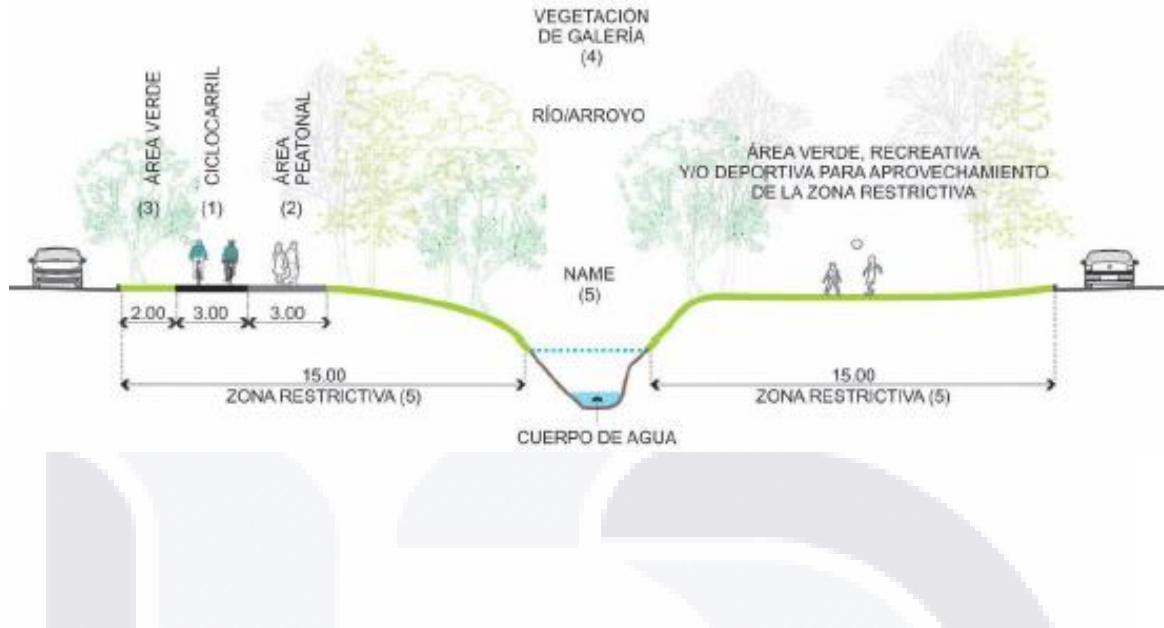 VEGETACIÓN
DE GALERÍA
(4)
RÍO/ARROYO
ÁREA VERDE
(3)
CICLOCARRIL
(1)
ÁREA
PEATONAL
(2)
ÁREA VERDE, RECREATIVA
Y/O DEPORTIVA PARA APROVECHAMIENTO
DE LA ZONA RESTRICTIVA
NAME
(5)
2.00
3.00
3.00
15.00
ZONA RESTRICTIVA (5)
15.00
ZONA RESTRICTIVA (5)
CUERPO DE AGUA